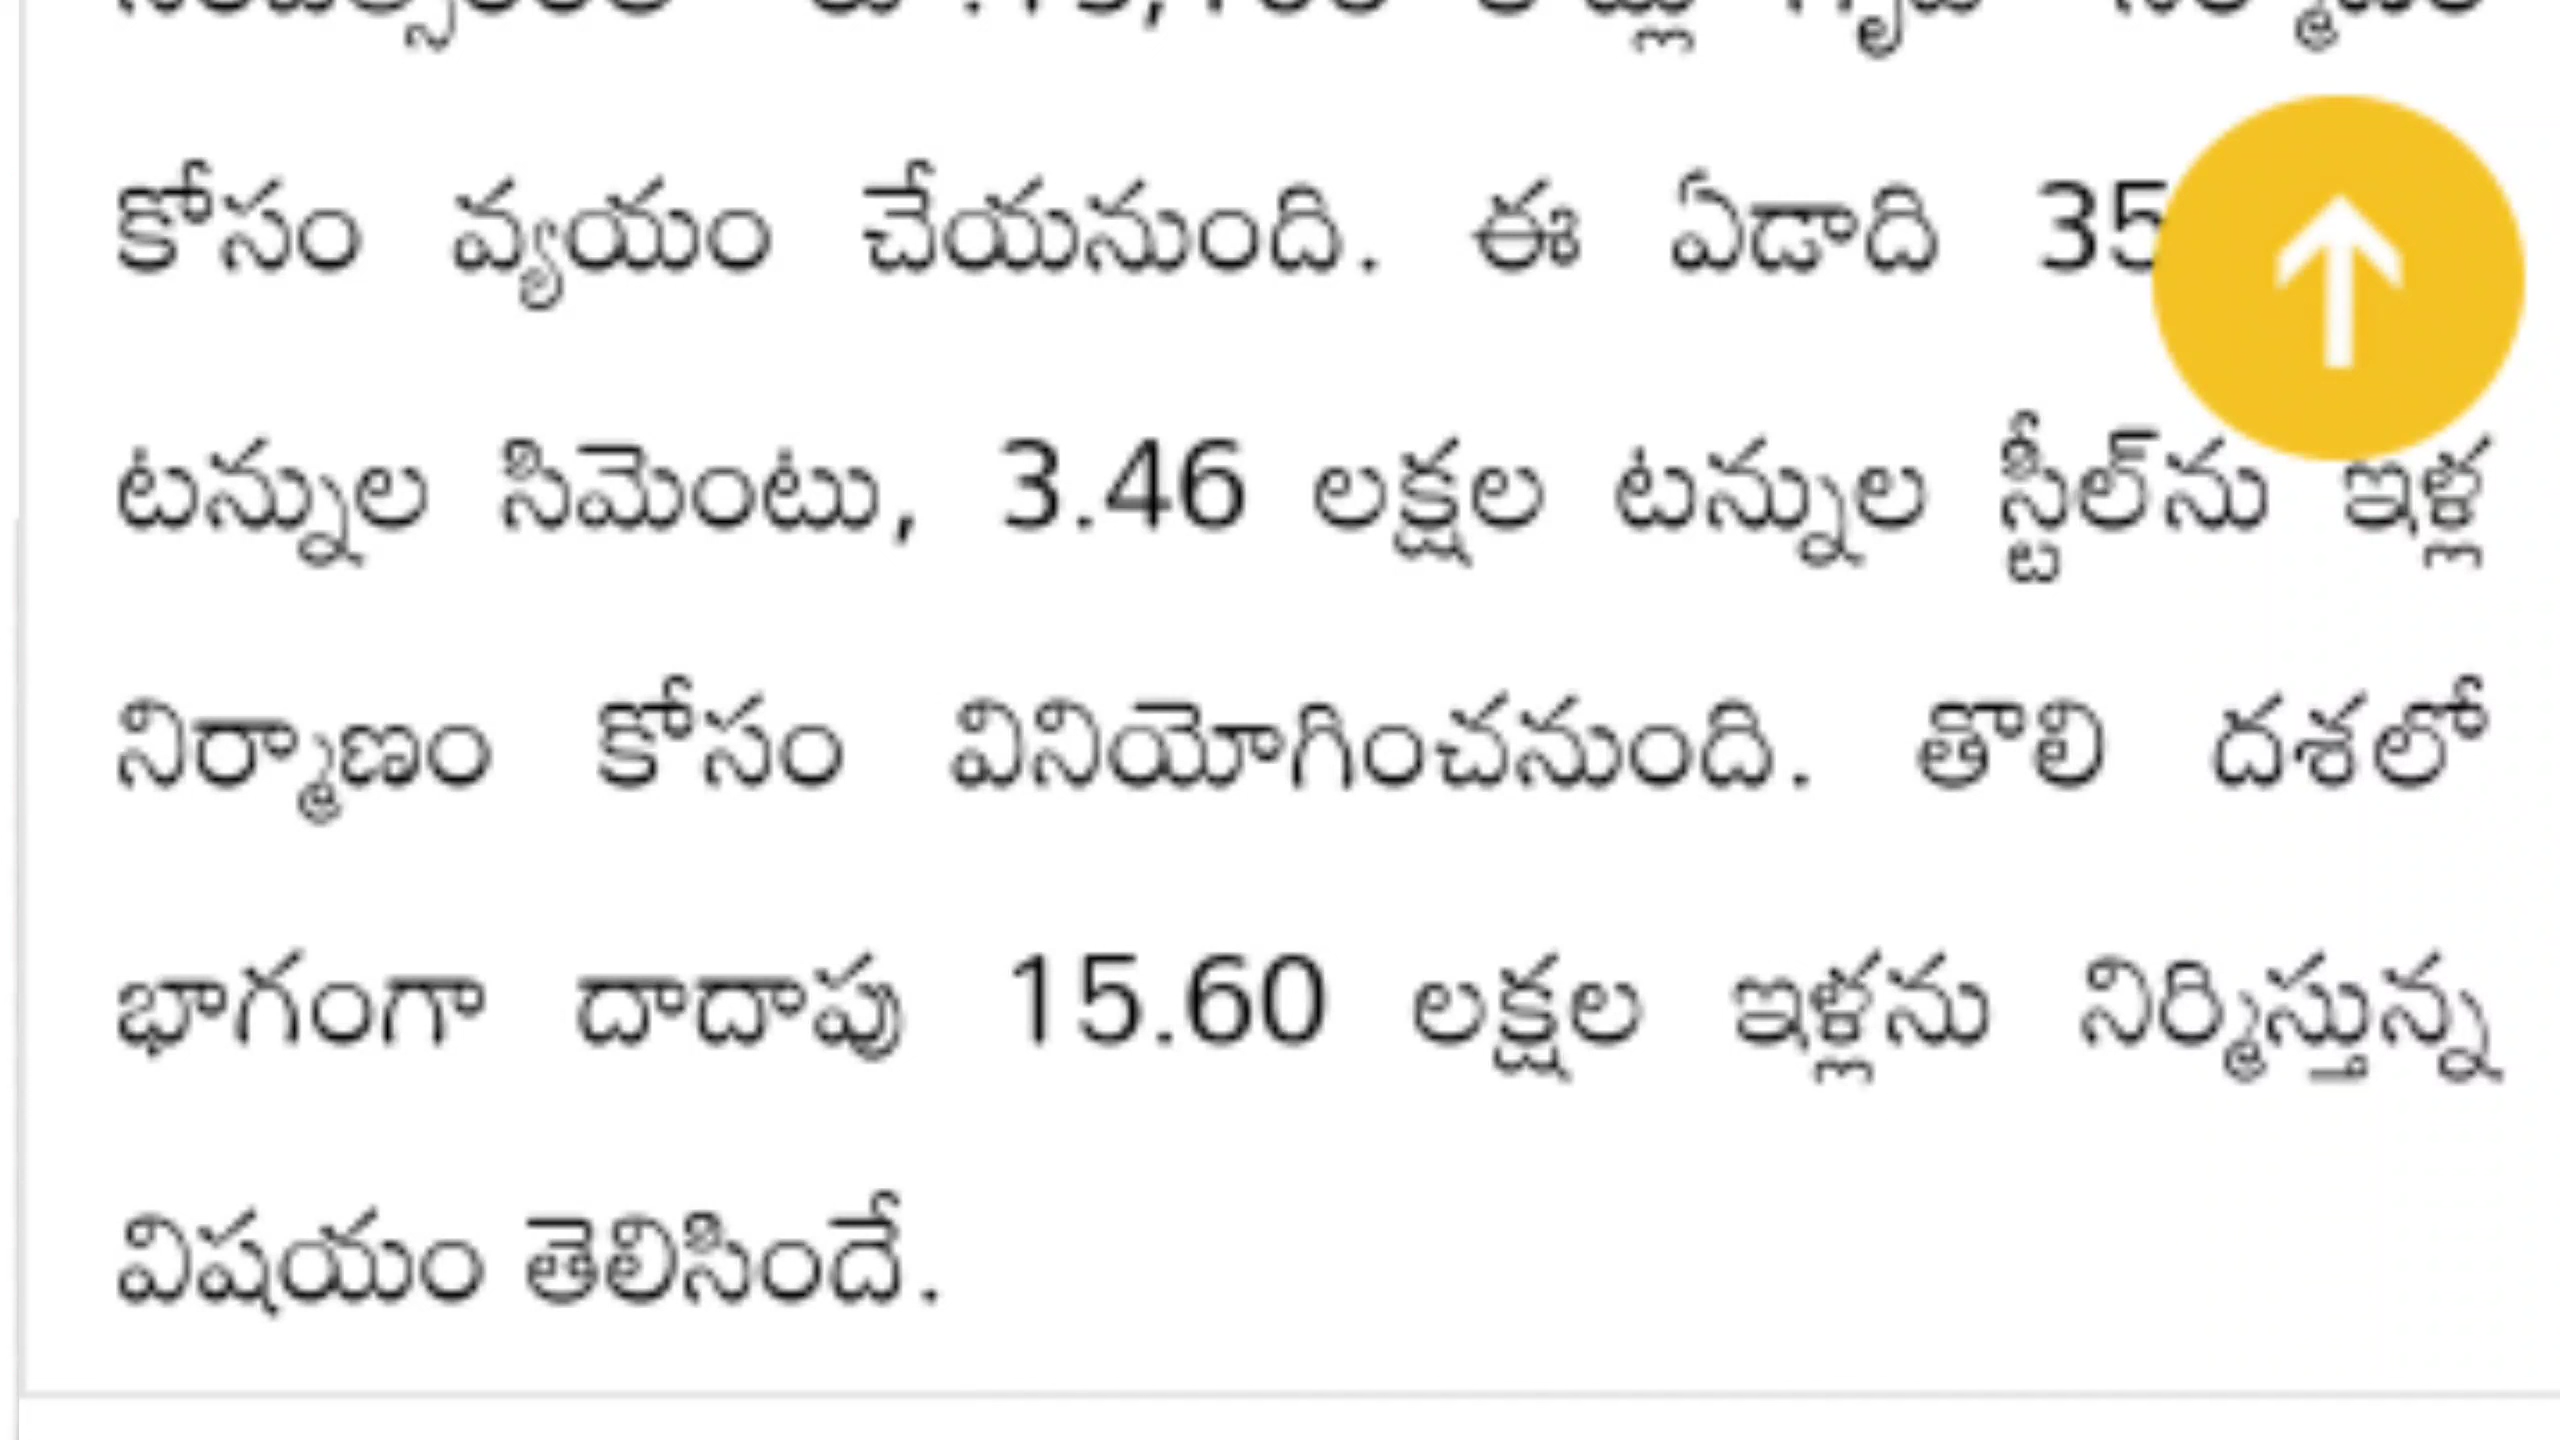 కోసం వ్యయం చేయనుంది. ఈ ఏడాది 35
టన్నుల సిమెంటు, 3.46 లక్షల టన్నుల స్టీల్‌ను ఇళ్ల
నిర్మాణం కోసం వినియోగించనుంది. తొలి దశలో
భాగంగా దాదాపు 15.60 లక్షల ఇళ్లను నిర్మిస్తున్న
విషయం తెలిసిందే.